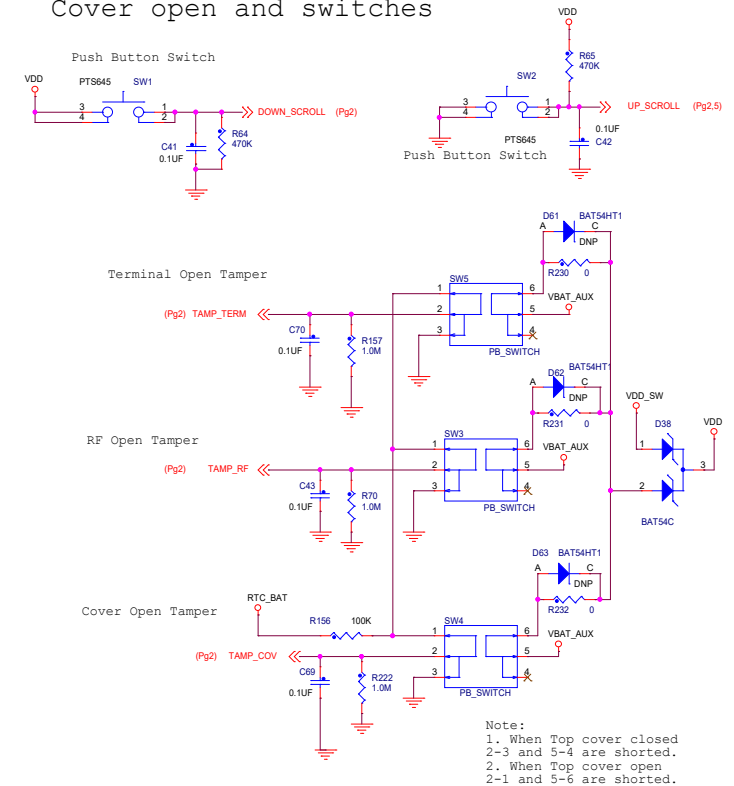 Cover open and switches
Push Button Switch
VDD
PTS645 SW1
3
4
1
2
DOWN_SCROLL (Pg2)
C41
0.1UF
R64
470K
VDD
R65
470K
SW2
3
4
1
2
UP_SCROLL (Pg2,5)
PTS645
0.1UF
C42
Push Button Switch
Terminal Open Tamper
(Pg2) TAMP_TERM
C70
0.1UF
R157
1.0M
SW5
1
2
3
6
5
4
PB_SWITCH
D61 BAT54HT1
A C
DNP
R230 0
VBAT_AUX
RF Open Tamper
(Pg2) TAMP_RF
C43
0.1UF
R70
1.0M
SW3
1
2
3
6
5
4
PB_SWITCH
D62 BAT54HT1
A C
DNP
R231 0
VBAT_AUX
VDD_SW
D38
VDD
1
2
3
BAT54C
Cover Open Tamper
RTC_BAT
R156 100K
(Pg2) TAMP_COV
C69
0.1UF
R222
1.0M
SW4
1
2
3
6
5
4
PB_SWITCH
D63 BAT54HT1
A C
DNP
R232 0
VBAT_AUX
Note:
1. When Top cover closed
2-3 and 5-4 are shorted.
2. When Top cover open
2-1 and 5-6 are shorted.